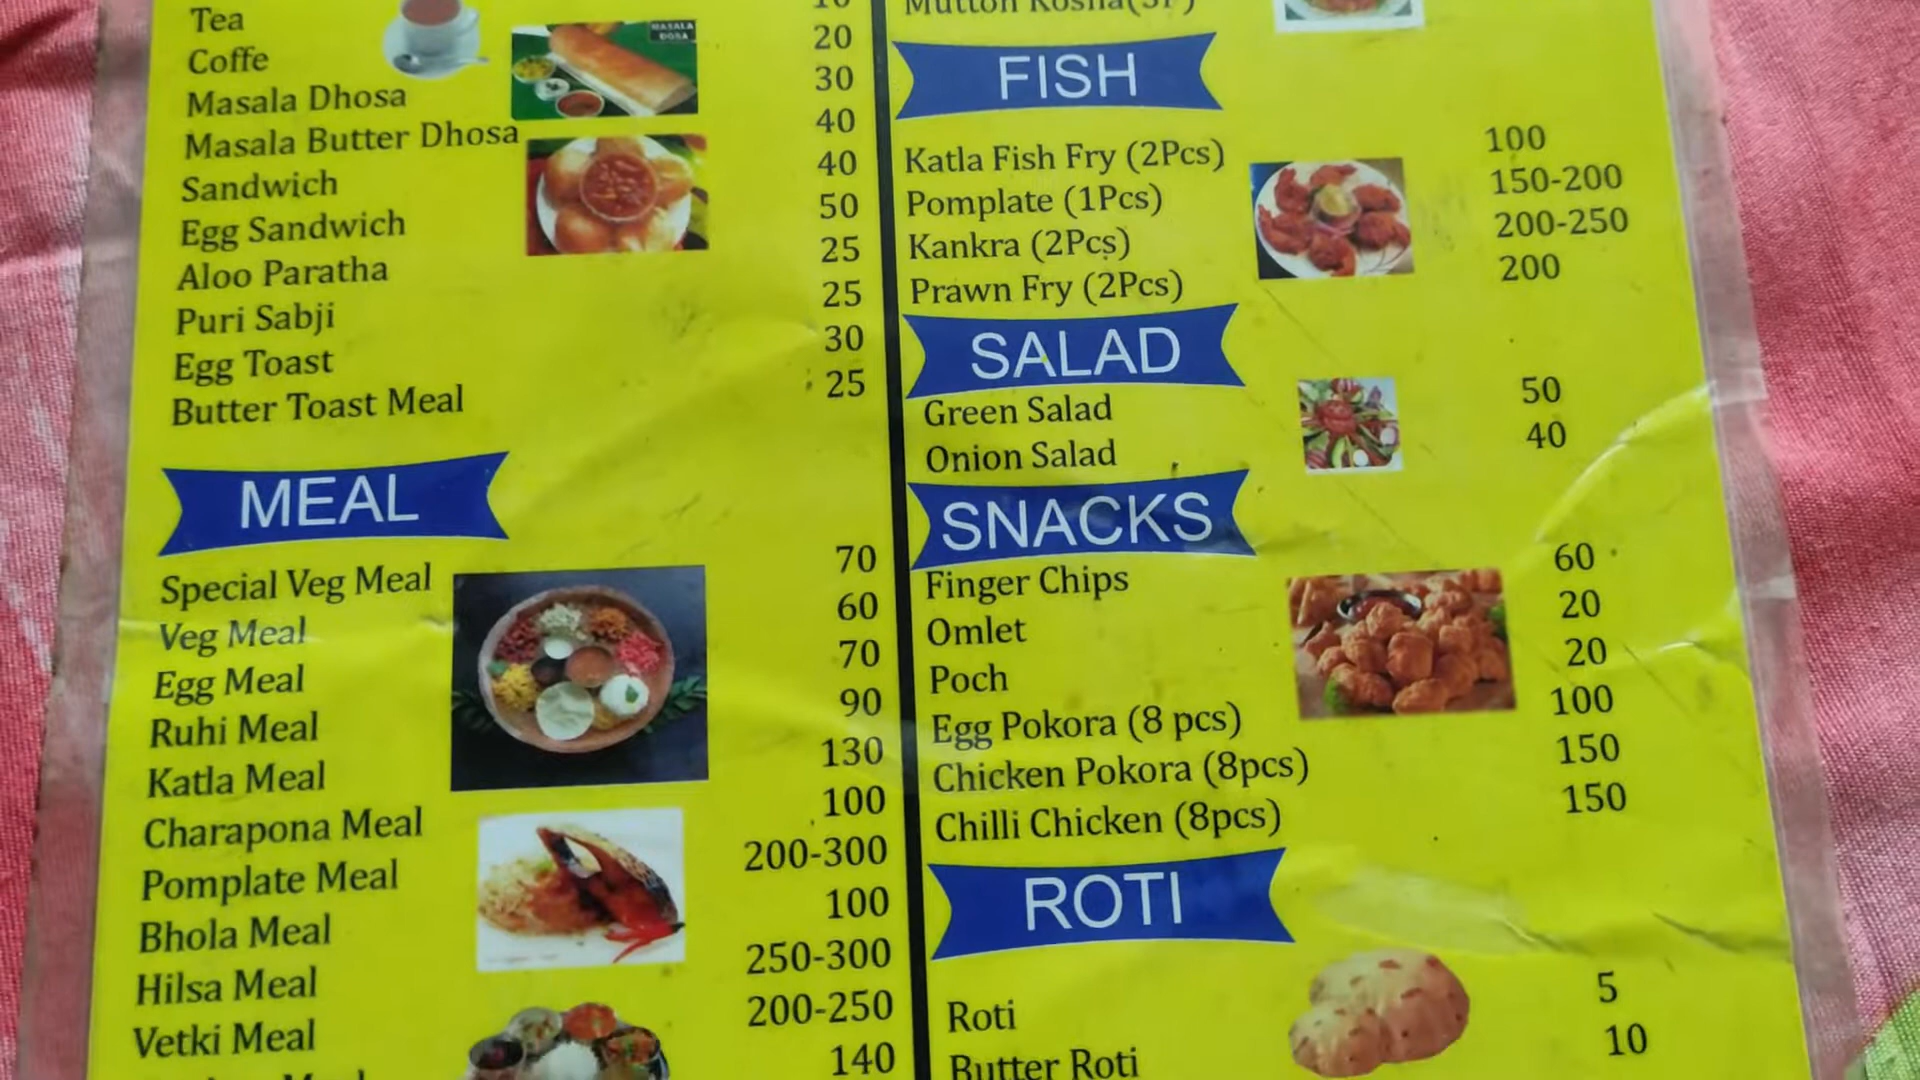 Tea 10
Coffe 20
Masala Dhosa 30
Masala Butter Dhosa 40
Sandwich 40
Egg Sandwich 50
Aloo Paratha 25
Puri Sabji 25
Egg Toast 30
Butter Toast Meal 25
MASALA
DOSA
MEAL
Special Veg Meal 70
Veg Meal 60
Egg Meal 70
Ruhi Meal 90
Katla Meal 130
Charapona Meal 100
Pomplate Meal 200-300
Bhola Meal 100
Hilsa Meal 250-300
Vetki Meal 200-250
140
Mutton
FISH
Katla Fish Fry (2Pcs) 100
Pomplate (1Pcs) 150-200
Kankra (2Pcs) 200-250
Prawn Fry (2Pcs) 200
SALAD
Green Salad 50
Onion Salad 40
SNACKS
Finger Chips 60
Omlet 20
Poch 20
Egg Pokora (8 pcs) 100
Chicken Pokora (8pcs) 150
Chilli Chicken (8pcs) 150
ROTI
Roti 5
Butter Roti 10